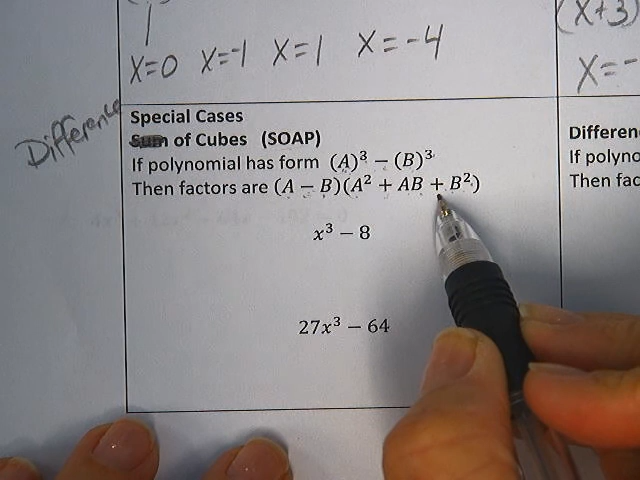 (x+3)
1
X=0 X=-1 X=1 X=-4
X=-
Difference
Special Cases
Sum of Cubes (SOAP)
If polynomial has form (A)³ − (B)³
Then factors are (A − B)(A² + AB + B²)
x³ − 8
27x³ − 64
Differen
If polyno
Then fac